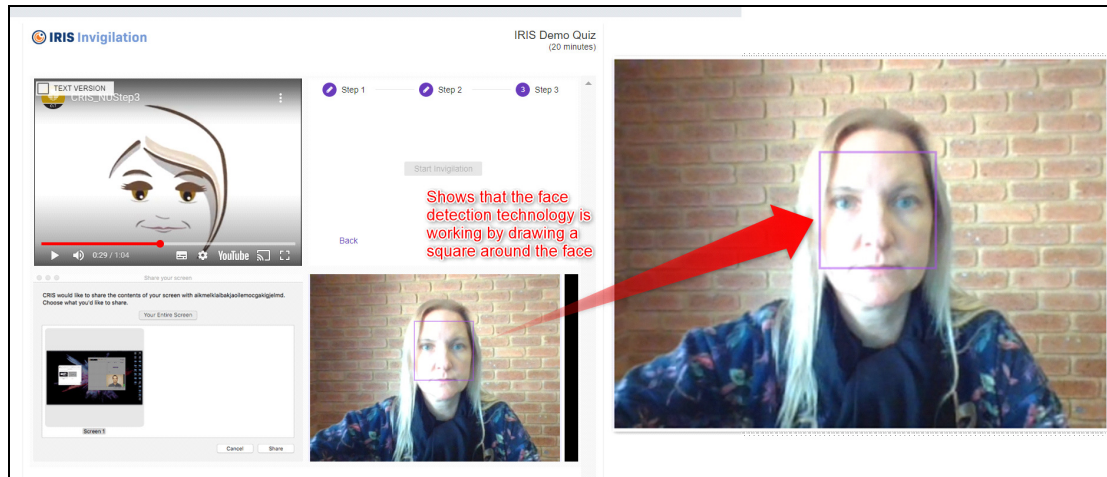 IRIS Invigilation
IRIS Demo Quiz
(20 minutes)
TEXT VERSION
CRIS_NoStep3
Step 1
Step 2
3 Step 3
Start Invigilation
Shows that the face
detection technology is
working by drawing a
square around the face
Back
0:29 / 1:04
YouTube
Share your screen
CRIS would like to share the contents of your screen with
Choose what you'd like to share.
Your Entire Screen
Screen 1
Cancel
Share